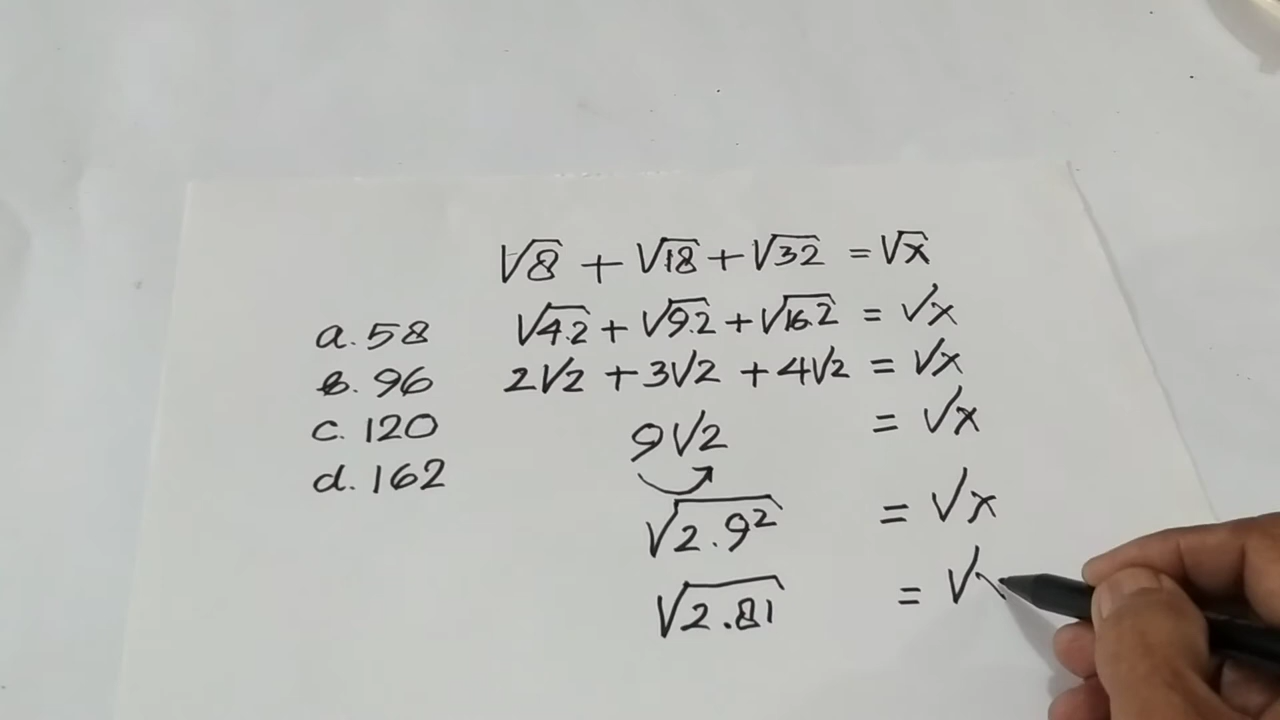 √8 + √18 + √32 = √x
√4.2 + √9.2 + √16.2 = √x
2√2 + 3√2 + 4√2 = √x
9√2 = √x
√2.9² = √x
√2.81 = √x
a. 58
b. 96
c. 120
d. 162